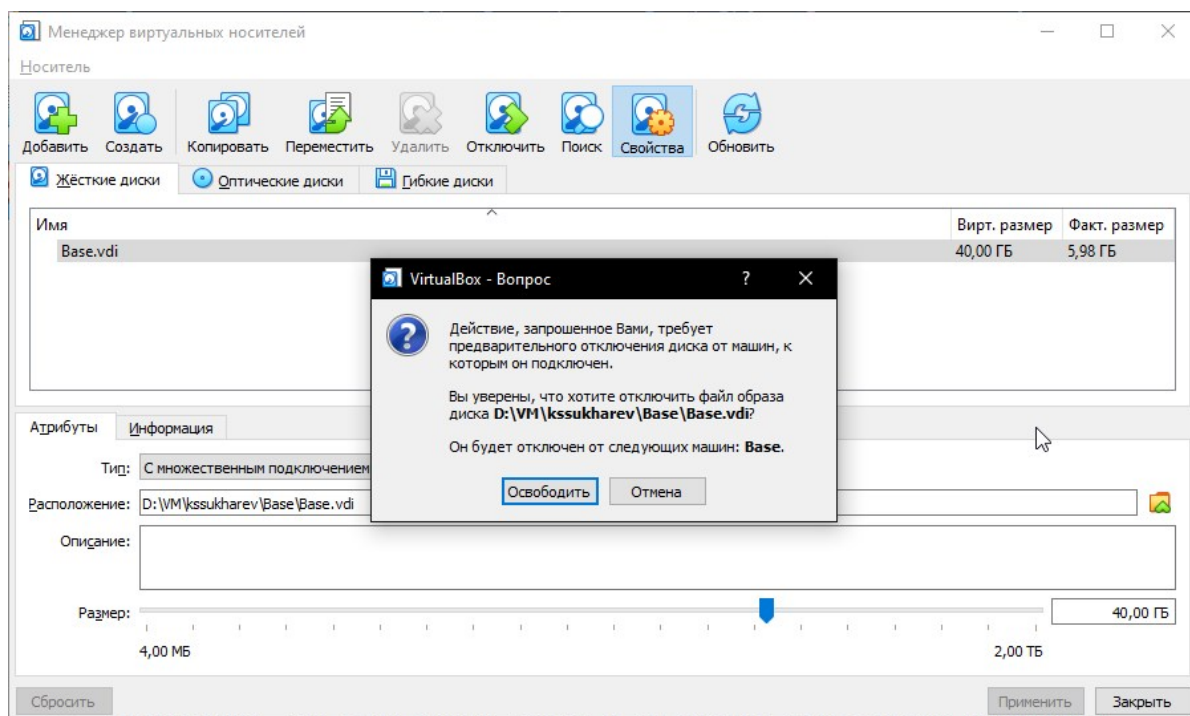 Менеджер виртуальных носителей
Носитель
Добавить Создать Копировать Переместить Удалить Отключить Поиск Свойства Обновить
Жёсткие диски Оптические диски Гибкие диски
Имя Вирт. размер Факт. размер
Base.vdi 40,00 ГБ 5,98 ГБ
VirtualBox - Вопрос ?
Действие, запрошенное Вами, требует
предварительного отключения диска от машин, к
которым он подключен.
Вы уверены, что хотите отключить файл образа
диска D:\VM\kssukharev\Base\Base.vdi?
Он будет отключен от следующих машин: Base.
Освободить Отмена
Атрибуты Информация
Тип: С множественным подключением
Расположение: D:\VM\kssukharev\Base\Base.vdi
Описание:
Размер: 40,00 ГБ
4,00 МБ 2,00 ТБ
Сбросить Применить Закрыть